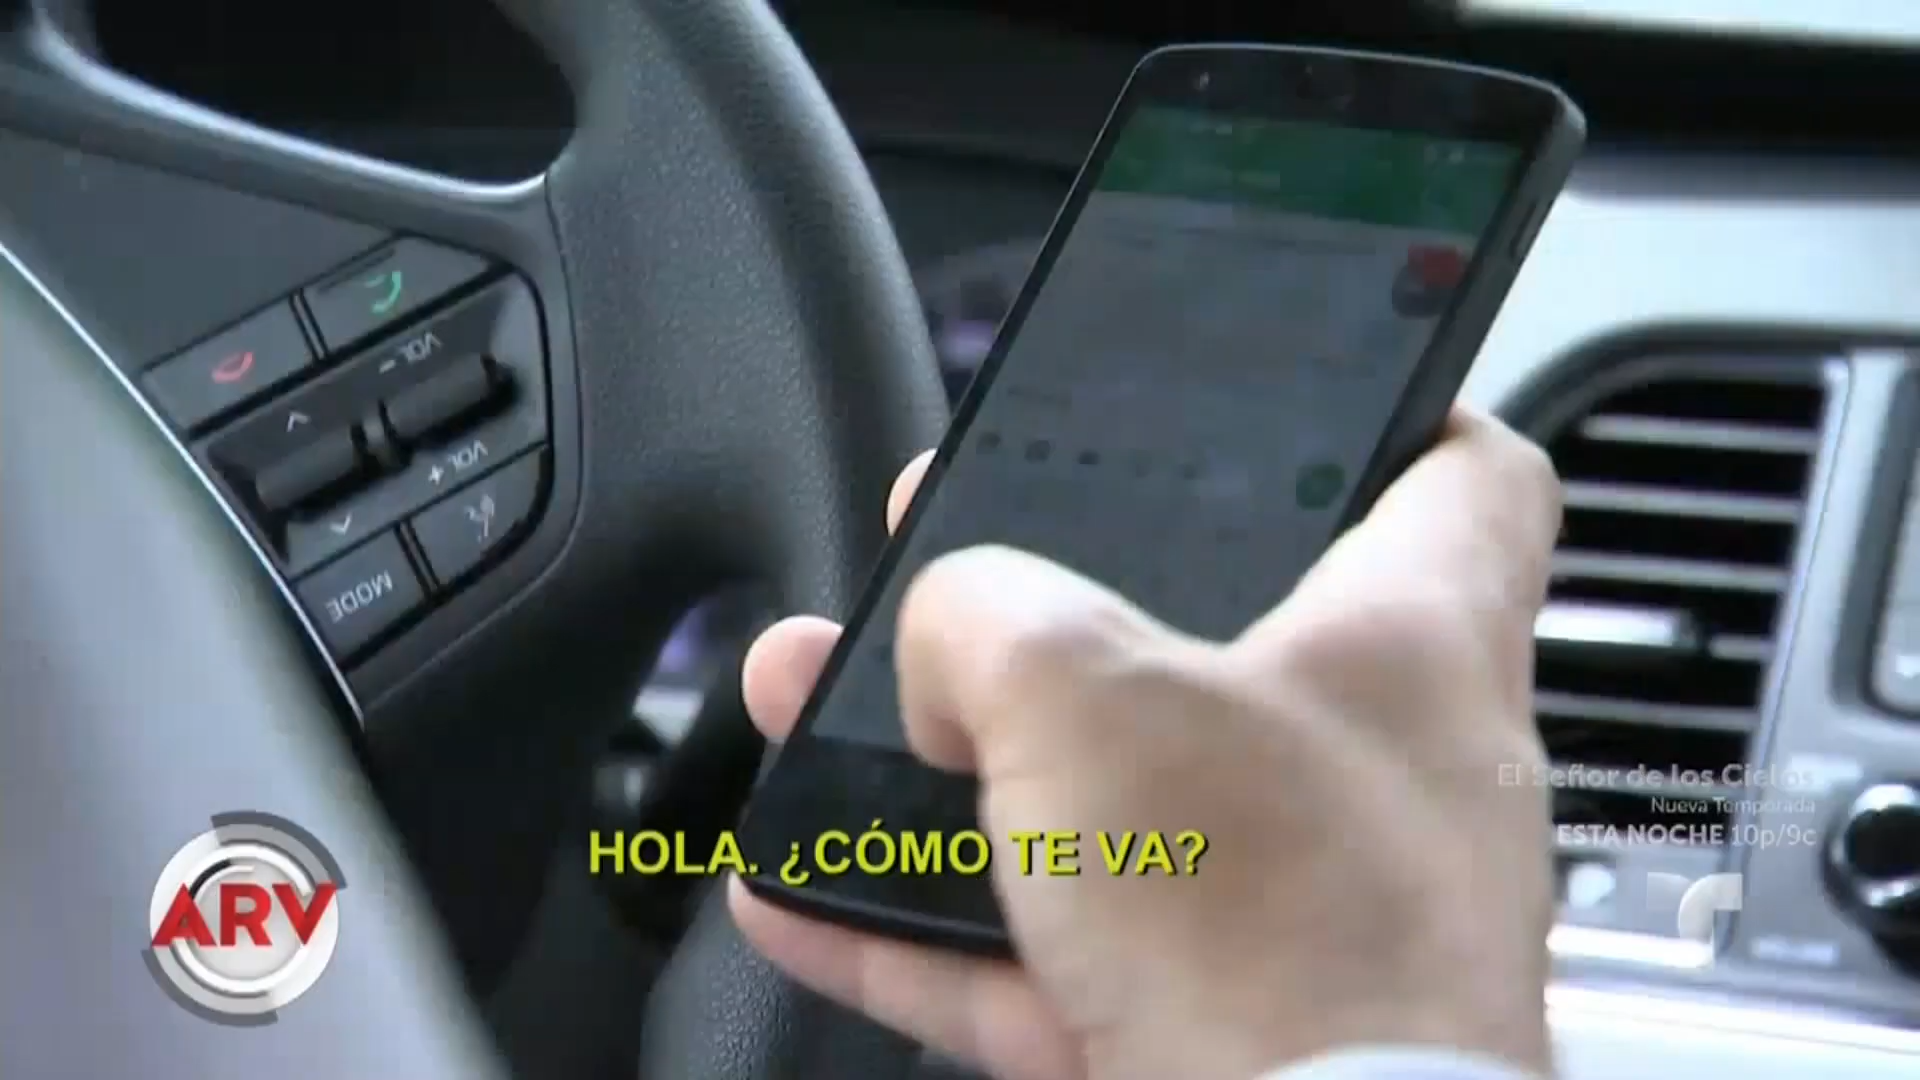 VOL -
VOL +
MODE
El Señor de los Cielos
Nueva Temporada
ESTA NOCHE 10p/9c
HOLA. ¿CÓMO TE VA?
ARV